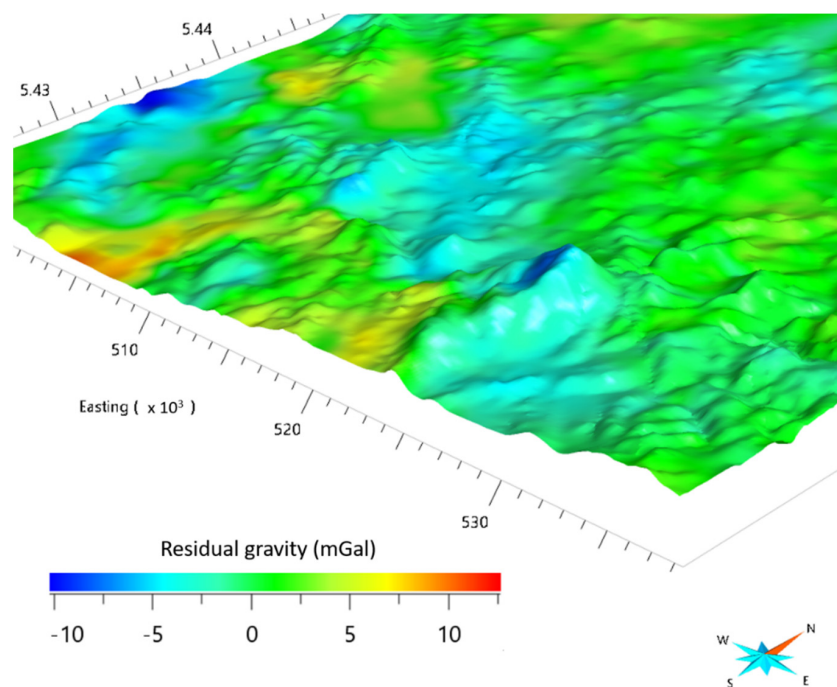 5.44
5.43
510
Easting ( x 10³ )
520
530
Residual gravity (mGal)
-10 -5 0 5 10
N
W
S E